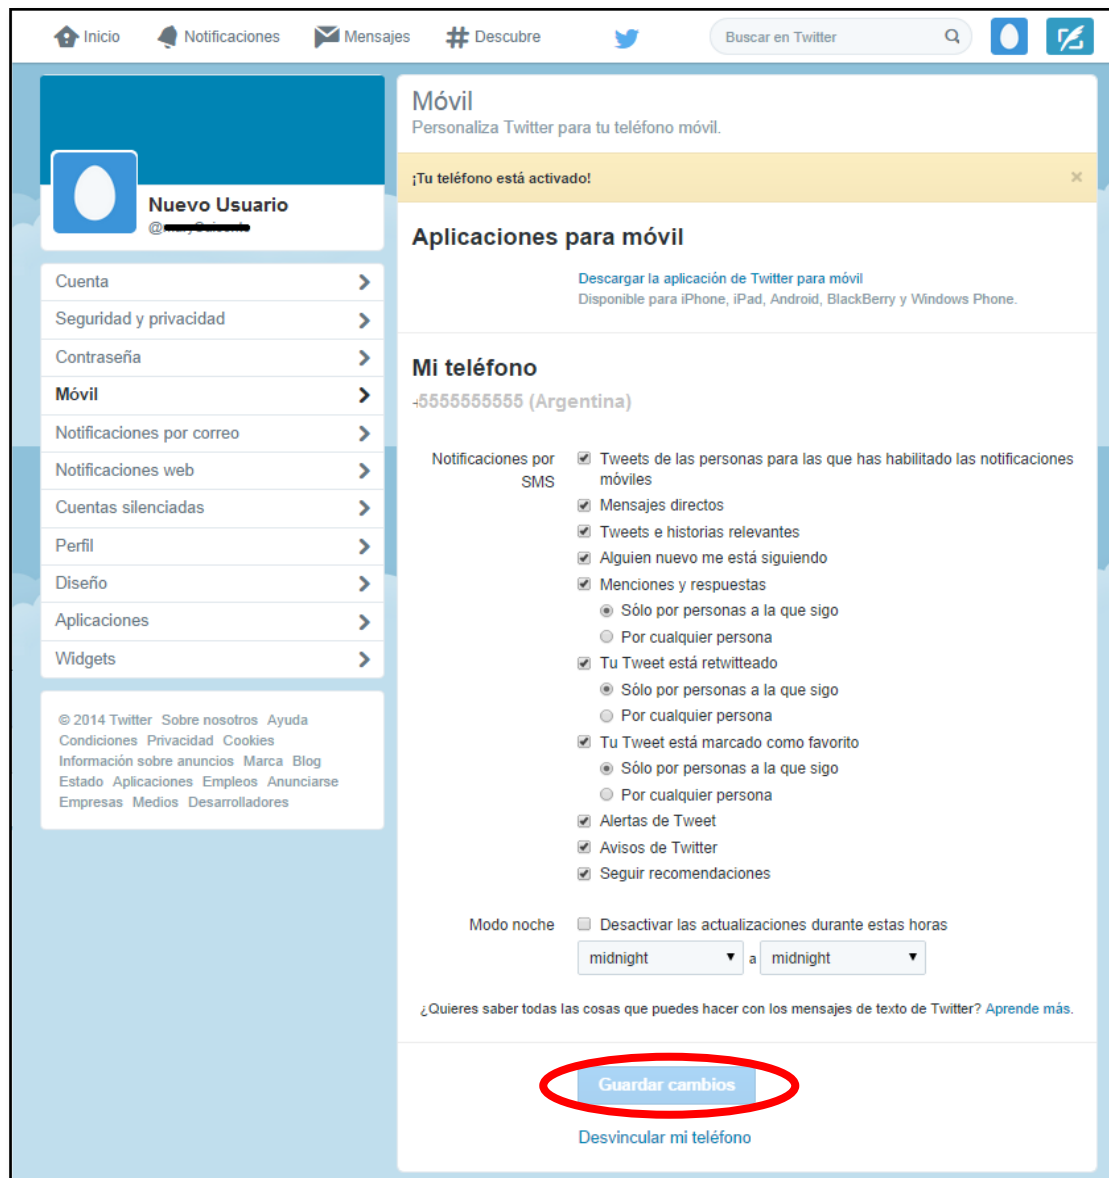 Inicio Notificaciones Mensajes # Descubre Buscar en Twitter
Nuevo Usuario
@
Cuenta
Seguridad y privacidad
Contraseña
Móvil
Notificaciones por correo
Notificaciones web
Cuentas silenciadas
Perfil
Diseño
Aplicaciones
Widgets
© 2014 Twitter Sobre nosotros Ayuda
Condiciones Privacidad Cookies
Información sobre anuncios Marca Blog
Estado Aplicaciones Empleos Anunciarse
Empresas Medios Desarrolladores
Móvil
Personaliza Twitter para tu teléfono móvil.
¡Tu teléfono está activado! ×
Aplicaciones para móvil
Descargar la aplicación de Twitter para móvil
Disponible para iPhone, iPad, Android, BlackBerry y Windows Phone.
Mi teléfono
+5555555555 (Argentina)
Notificaciones por
SMS
Tweets de las personas para las que has habilitado las notificaciones
móviles
Mensajes directos
Tweets e historias relevantes
Alguien nuevo me está siguiendo
Menciones y respuestas
Sólo por personas a la que sigo
Por cualquier persona
Tu Tweet está retwitteado
Sólo por personas a la que sigo
Por cualquier persona
Tu Tweet está marcado como favorito
Sólo por personas a la que sigo
Por cualquier persona
Alertas de Tweet
Avisos de Twitter
Seguir recomendaciones
Modo noche Desactivar las actualizaciones durante estas horas
midnight a midnight
¿Quieres saber todas las cosas que puedes hacer con los mensajes de texto de Twitter? Aprende más.
Guardar cambios
Desvincular mi teléfono